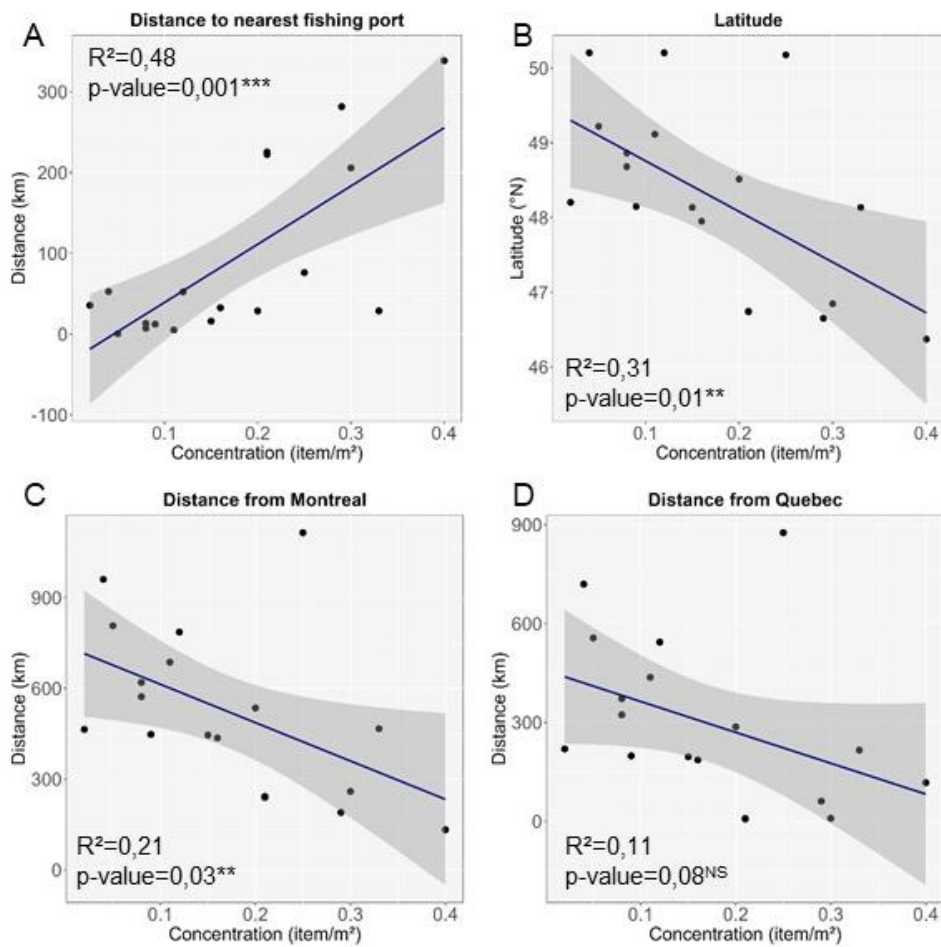 A
Distance to nearest fishing port
R²=0,48
p-value=0,001***
300
200
100
0
-100
Distance (km)
0.1 0.2 0.3 0.4
Concentration (item/m²)
B
Latitude
50
49
48
47
46
Latitude (°N)
R²=0,31
p-value=0,01**
0.1 0.2 0.3 0.4
Concentration (item/m²)
C
Distance from Montreal
900
600
300
0
Distance (km)
R²=0,21
p-value=0,03**
0.1 0.2 0.3 0.4
Concentration (item/m²)
D
Distance from Quebec
900
600
300
0
Distance (km)
R²=0,11
p-value=0,08ᴺˢ
0.1 0.2 0.3 0.4
Concentration (item/m²)